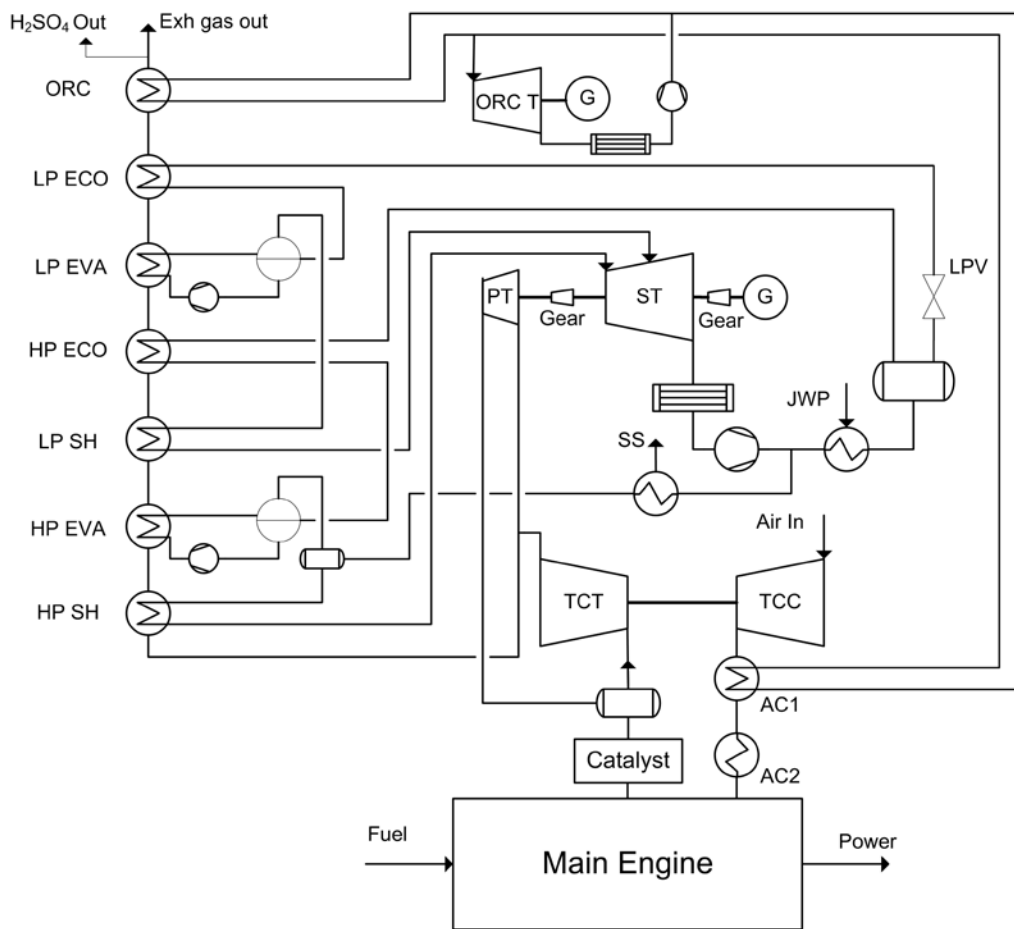 H₂SO₄ Out
Exh gas out
ORC
ORC T
G
LP ECO
LP EVA
LPV
PT
ST
G
Gear
Gear
HP ECO
JWP
LP SH
SS
HP EVA
Air In
HP SH
TCT
TCC
AC1
Catalyst
AC2
Fuel
Main Engine
Power